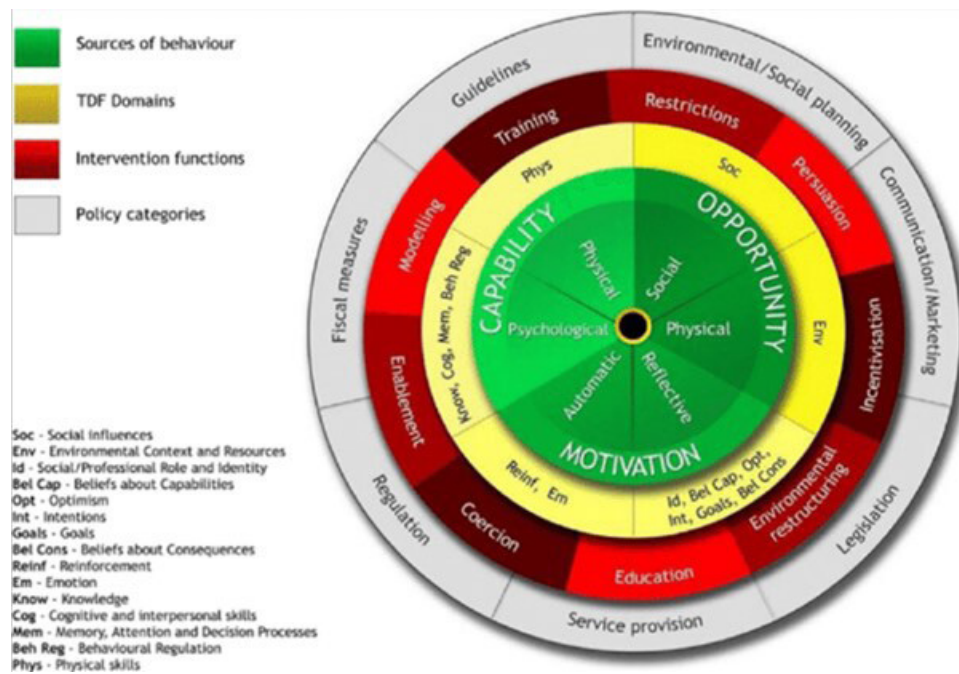 Sources of behaviour
TDF Domains
Intervention functions
Policy categories
Soc - Social influences
Env - Environmental Context and Resources
Id - Social/Professional Role and Identity
Bel Cap - Beliefs about Capabilities
Opt - Optimism
Int - Intentions
Goals - Goals
Bel Cons - Beliefs about Consequences
Reinf - Reinforcement
Em - Emotion
Know - Knowledge
Cog - Cognitive and interpersonal skills
Mem - Memory, Attention and Decision Processes
Beh Reg - Behavioural Regulation
Phys - Physical skills
Guidelines
Environmental/Social planning
Communication/Marketing
Legislation
Service provision
Regulation
Fiscal measures
Training
Restrictions
Persuasion
Incentivisation
Environmental
restructuring
Education
Coercion
Enablement
Modelling
Phys
Soc
Env
Id, Bel Cap, Opt,
Int, Goals, Bel Cons
Reinf, Em
Know, Cog, Mem, Beh Reg
CAPABILITY
OPPORTUNITY
MOTIVATION
Physical
Social
Physical
Reflective
Automatic
Psychological